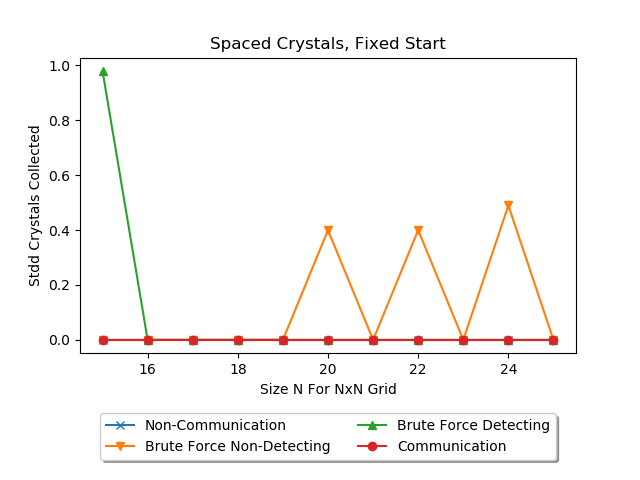 Spaced Crystals, Fixed Start
Stdd Crystals Collected
1.0
0.8
0.6
0.4
0.2
0.0
16 18 20 22 24
Size N For NxN Grid
Non-Communication Brute Force Detecting
Brute Force Non-Detecting Communication